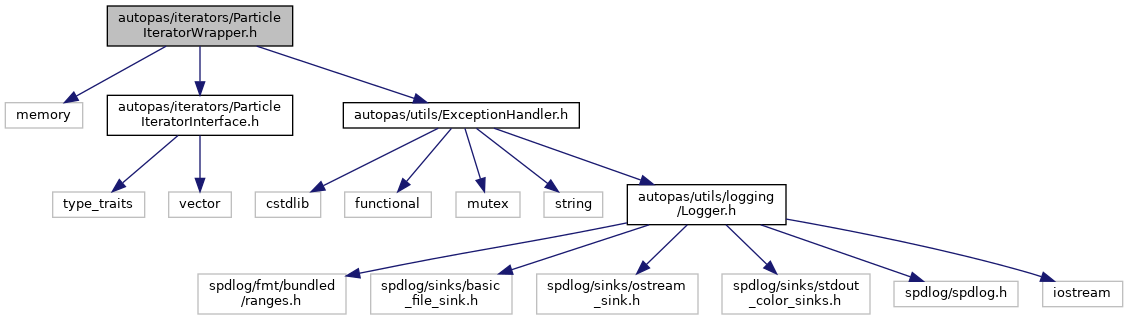 autopas/iterators/Particle
IteratorWrapper.h
memory
autopas/iterators/Particle
IteratorInterface.h
autopas/utils/ExceptionHandler.h
type_traits
vector
cstdlib
functional
mutex
string
autopas/utils/logging
/Logger.h
spdlog/fmt/bundled
/ranges.h
spdlog/sinks/basic
_file_sink.h
spdlog/sinks/ostream
_sink.h
spdlog/sinks/stdout
_color_sinks.h
spdlog/spdlog.h
iostream